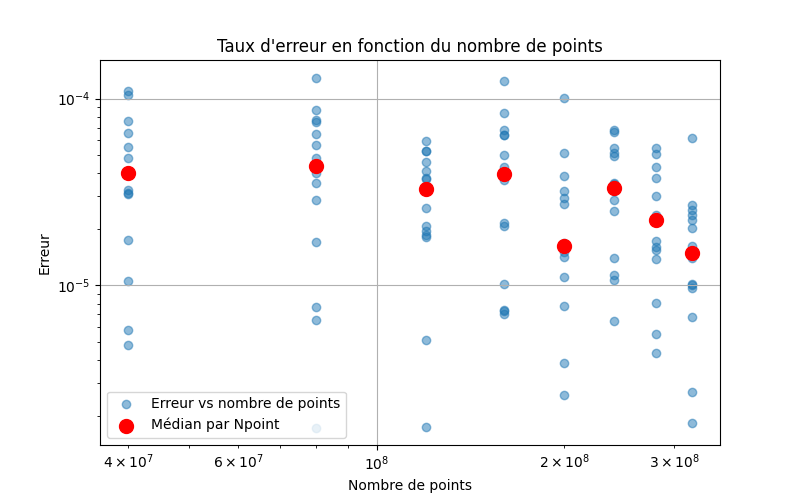 Taux d'erreur en fonction du nombre de points
Erreur
10⁻⁴
10⁻⁵
Erreur vs nombre de points
Médian par Npoint
4 × 10⁷ 6 × 10⁷ 10⁸ 2 × 10⁸ 3 × 10⁸
Nombre de points